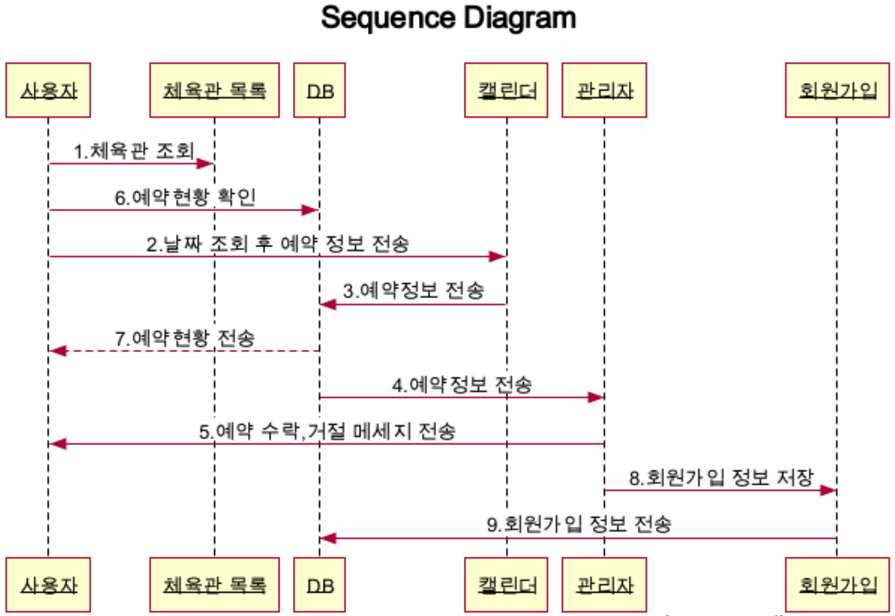 Sequence Diagram
사용자 체육관 목록 DB 캘린더 관리자 회원가입
1.체육관 조회
6.예약현황 확인
2.날짜 조회 후 예약 정보 전송
3.예약정보 전송
7.예약현황 전송
4.예약정보 전송
5.예약 수락,거절 메세지 전송
8.회원가입 정보 저장
9.회원가입 정보 전송
사용자 체육관 목록 DB 캘린더 관리자 회원가입